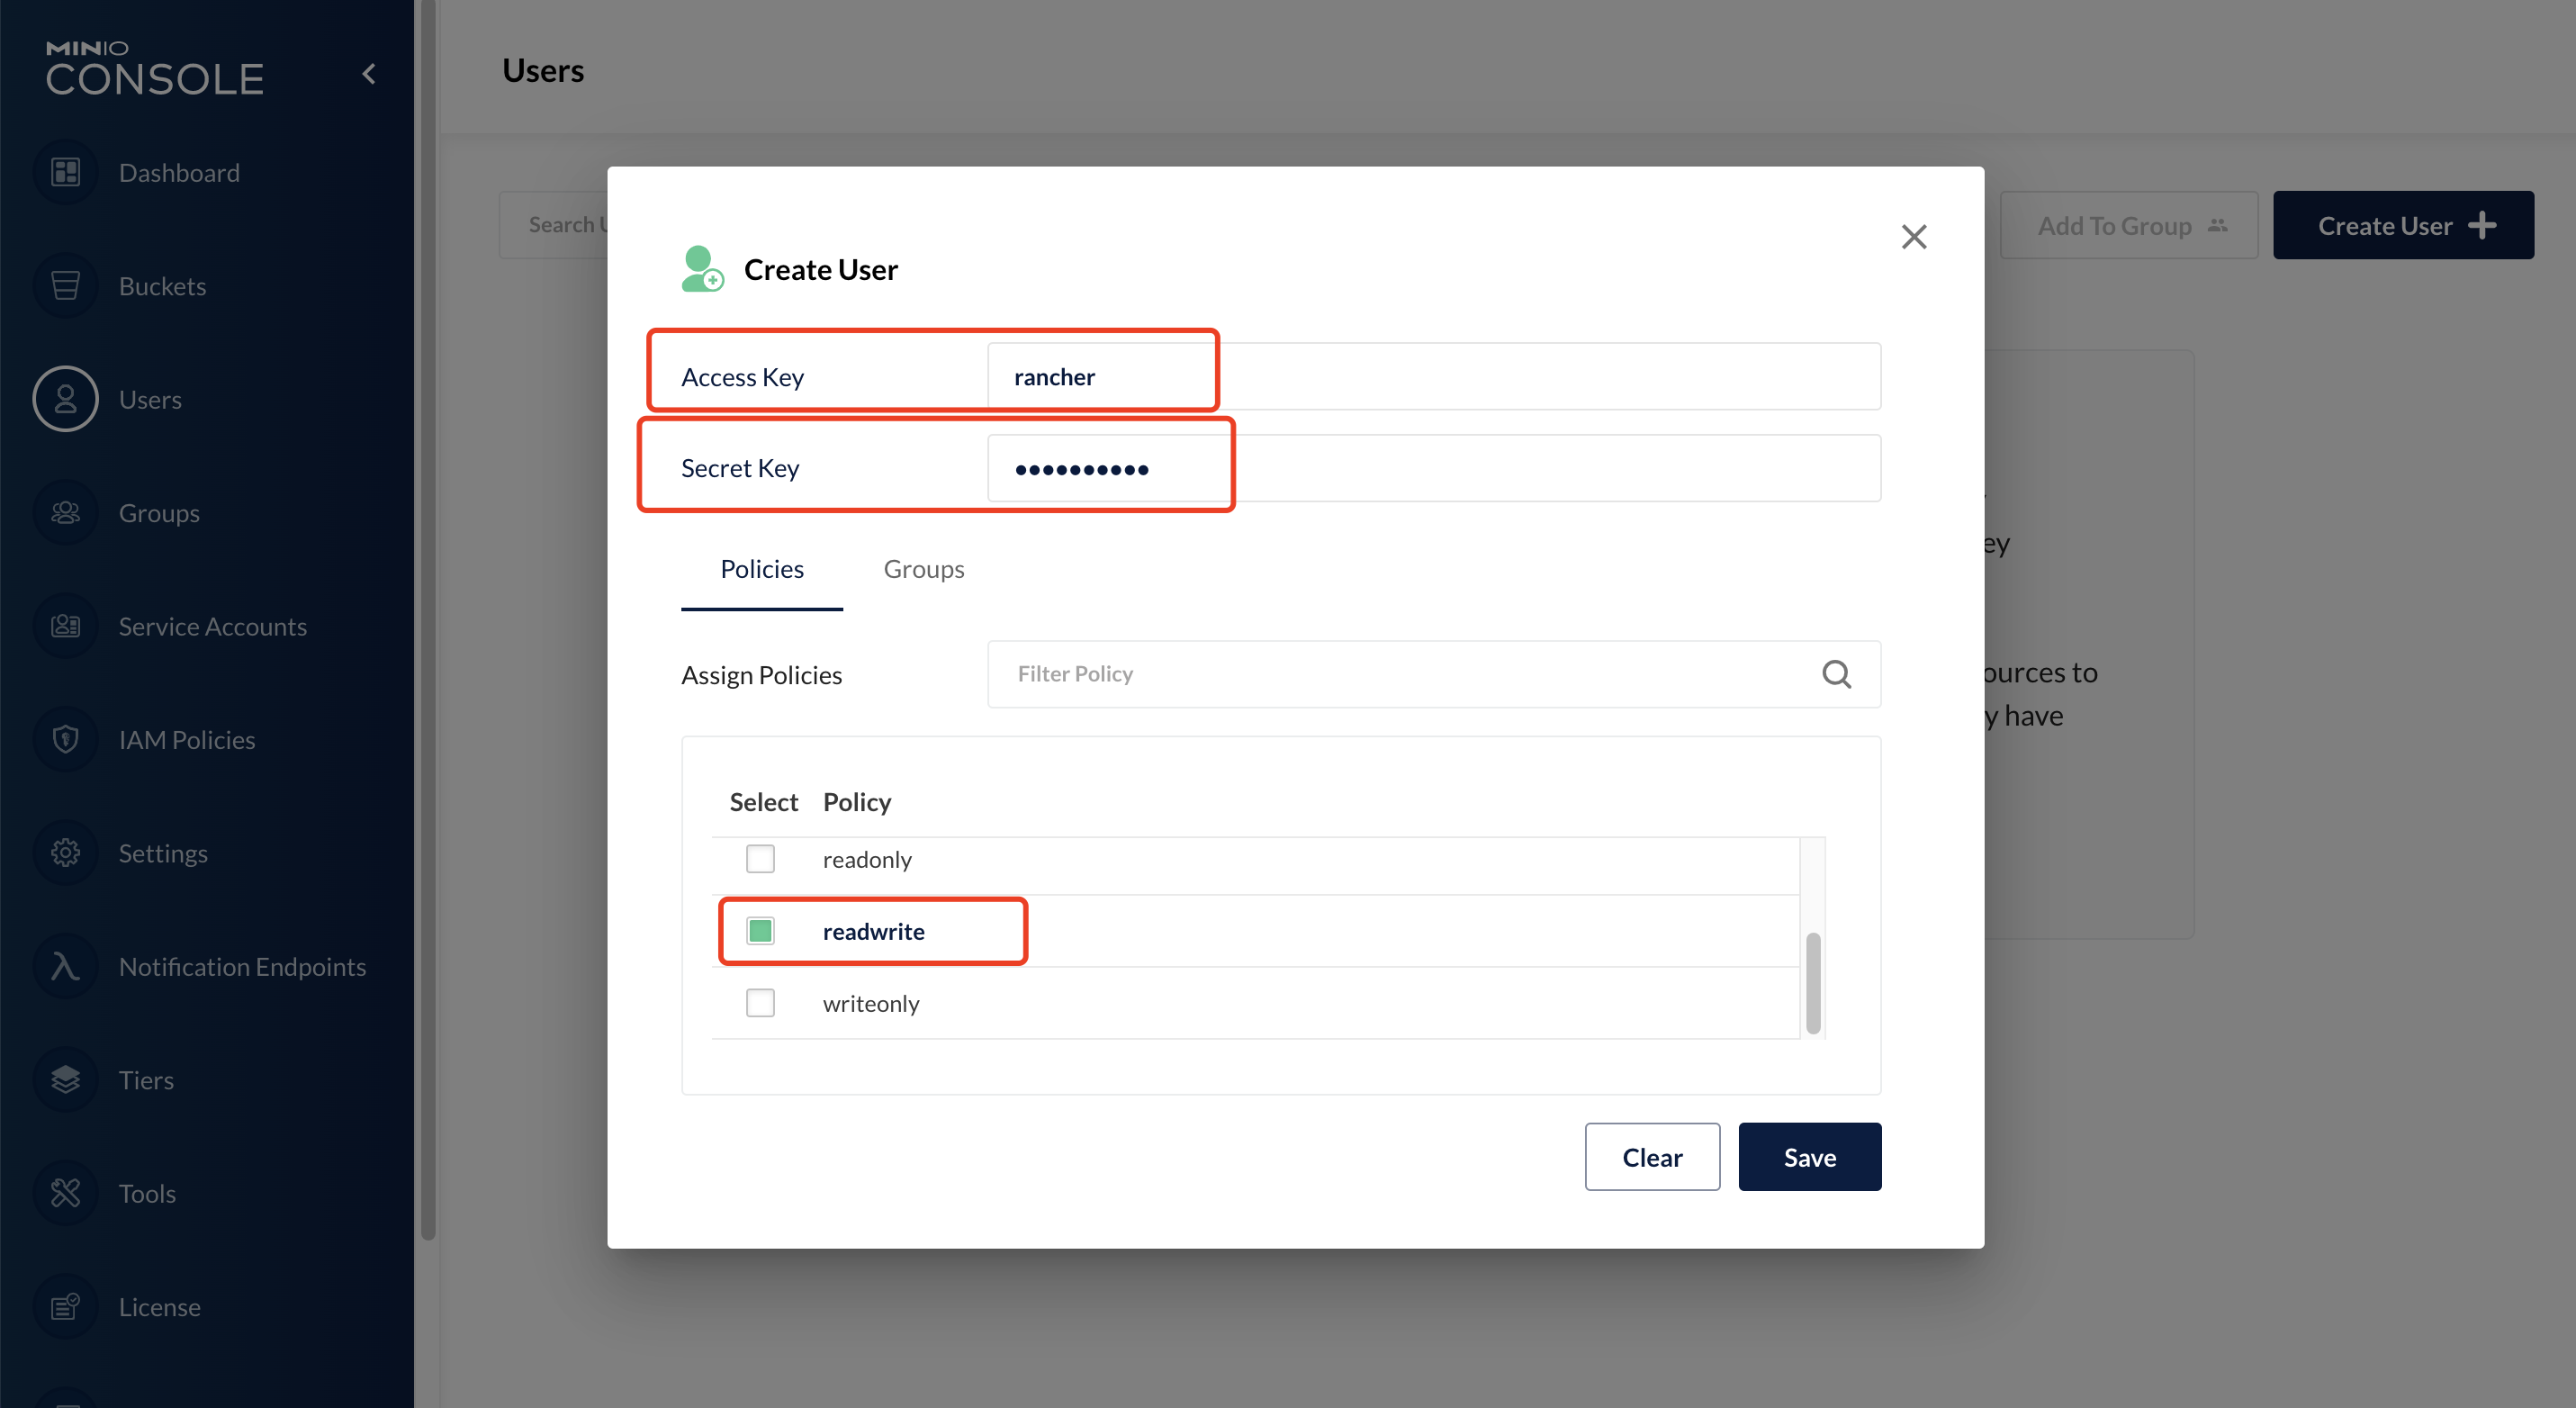 MINIO
CONSOLE
Dashboard
Buckets
Users
Groups
Service Accounts
IAM Policies
Settings
Notification Endpoints
Tiers
Tools
License
Users
Search
Add To Group
Create User
Create User
Access Key rancher
Secret Key ••••••••••
Policies Groups
Assign Policies Filter Policy
Select Policy
readonly
readwrite
writeonly
Clear Save
to
have